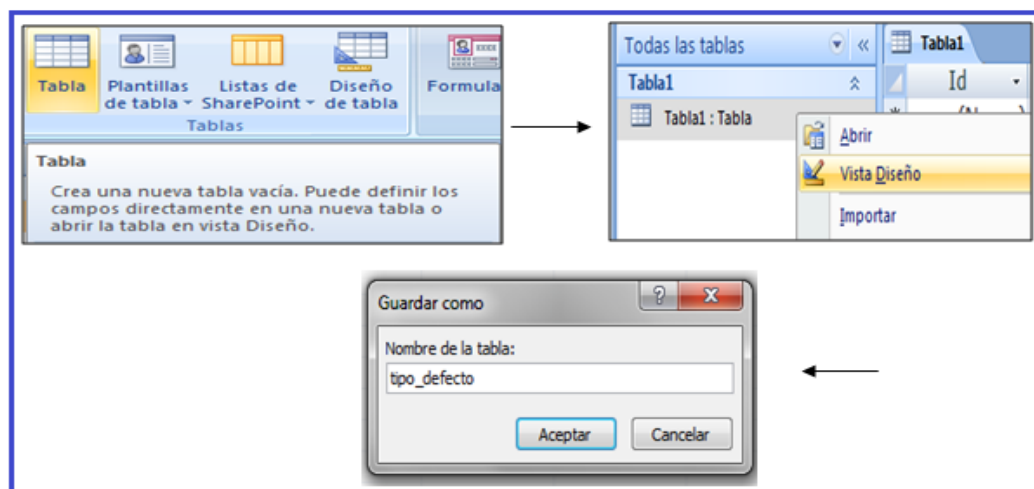 Tabla
Plantillas de tabla
Listas de SharePoint
Diseño de tabla
Formula
Tablas
Tabla
Crea una nueva tabla vacía. Puede definir los
campos directamente en una nueva tabla o
abrir la tabla en vista Diseño.
Todas las tablas
Tabla1
Tabla1 : Tabla
Tabla1
Id
Abrir
Vista Diseño
Importar
Guardar como
Nombre de la tabla:
tipo_defecto
Aceptar
Cancelar